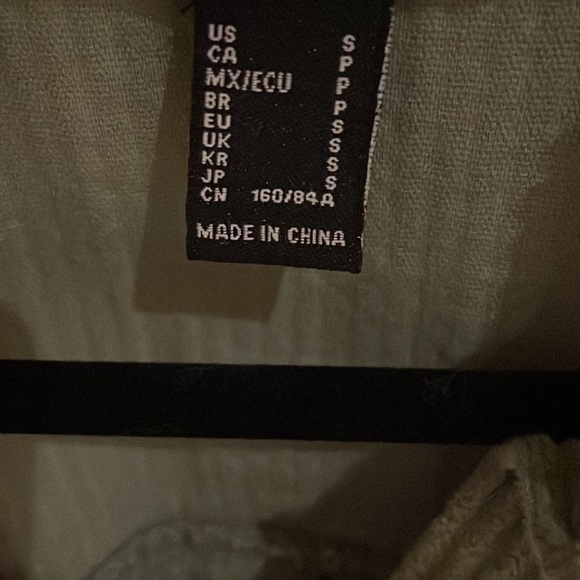 US S
CA P
MX/ECU P
BR P
EU S
UK S
KR S
JP S
CN 160/84A
MADE IN CHINA